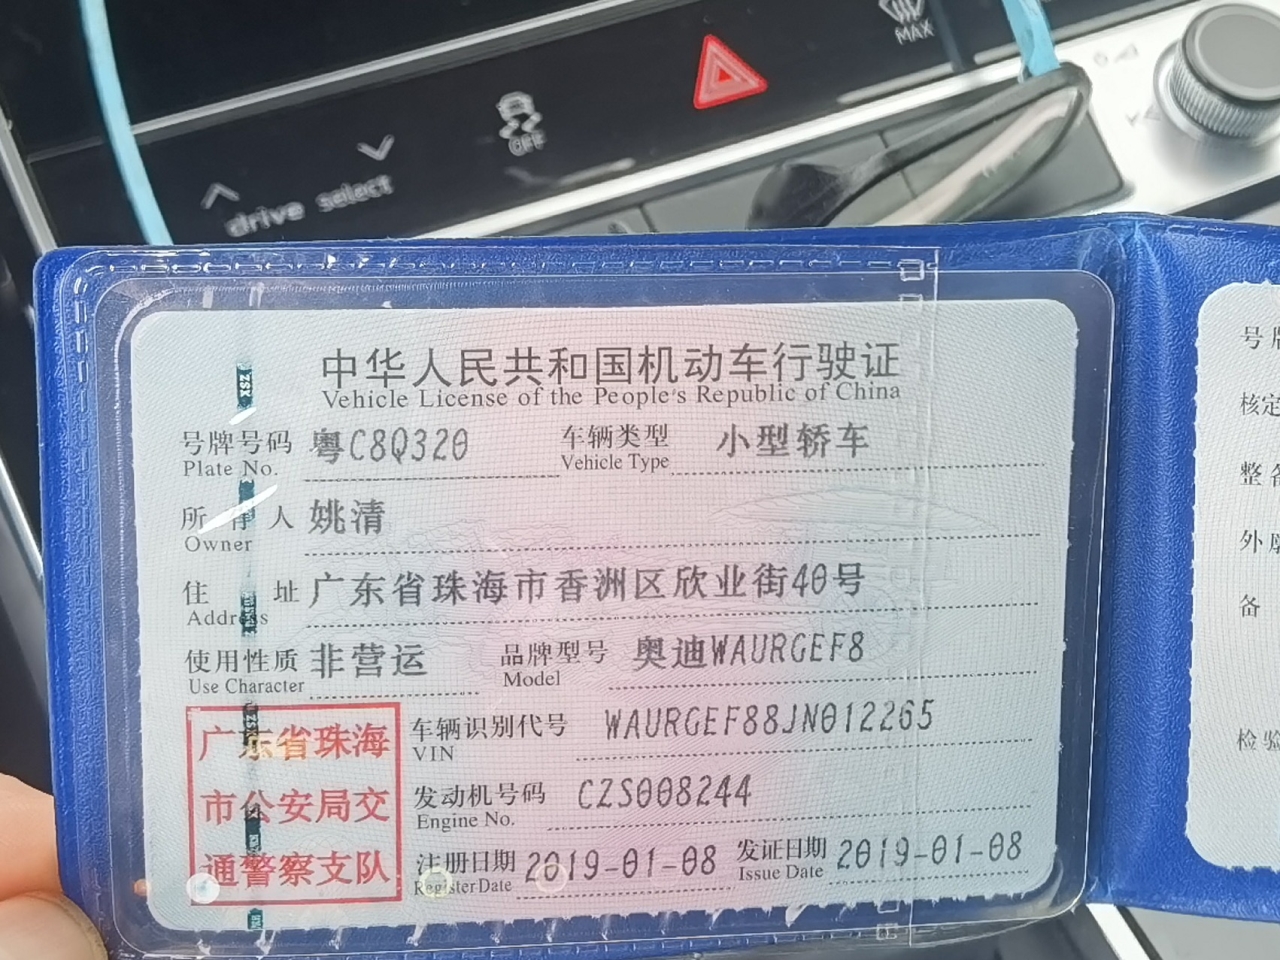 MAX
OFF
drive select
中华人民共和国机动车行驶证
Vehicle License of the People's Republic of China
号牌号码 粤C8Q320 车辆类型 小型轿车
Plate No. Vehicle Type
所有人 姚清
Owner
住址 广东省珠海市香洲区欣业街40号
Address
使用性质 非营运 品牌型号 奥迪WAURGEF8
Use Character Model
广东省珠海
市公安局交
通警察支队
车辆识别代号 WAURGEF88JN012265
VIN
发动机号码 CZS008244
Engine No.
注册日期 2019-01-08 发证日期 2019-01-08
Register Date Issue Date
号牌
核定
整备
外廓
备
检验